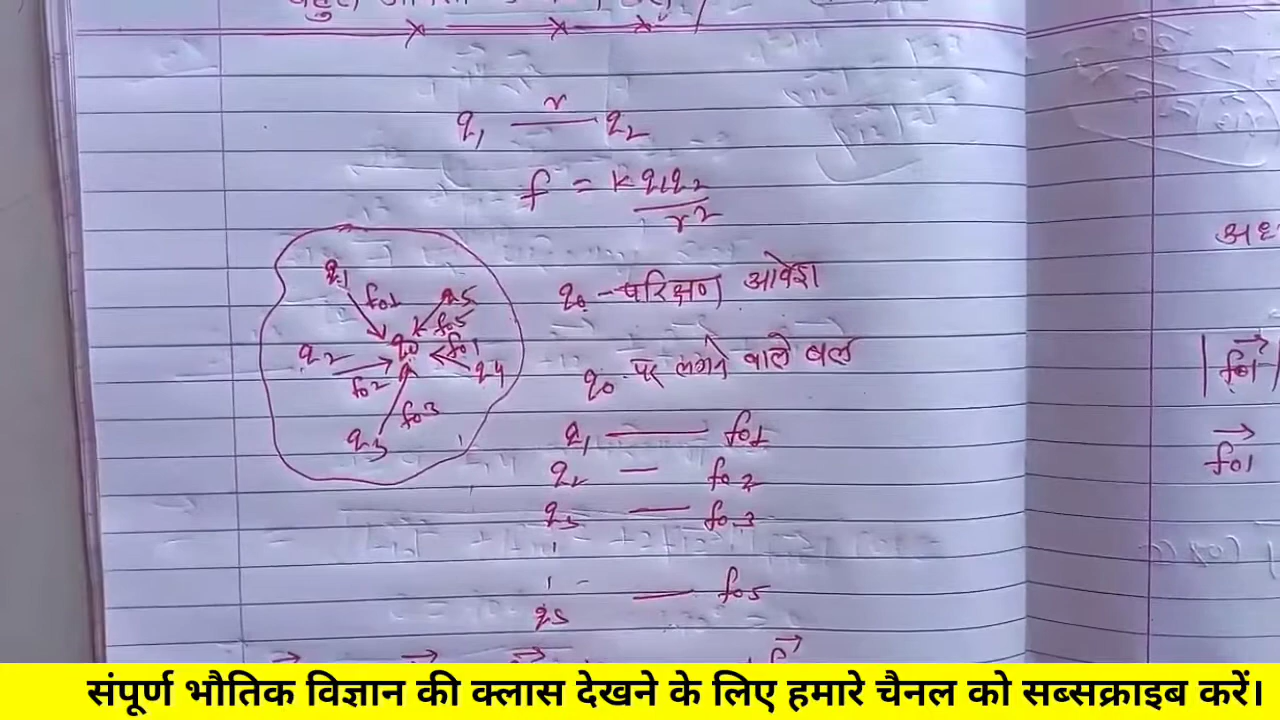 r
q₁ —— q₂
f = k q₁q₂
r²
q₁
f01
q5
f05
q0
f01
q2
f02
q4
f03
q3
q₀ - परिक्षण आवेश
q₀ पर लगने वाले बल
q₁ —— f01
q₂ — f02
q₃ — f03
q5 — f05
अध
|f01|
f01
संपूर्ण भौतिक विज्ञान की क्लास देखने के लिए हमारे चैनल को सब्सक्राइब करें।